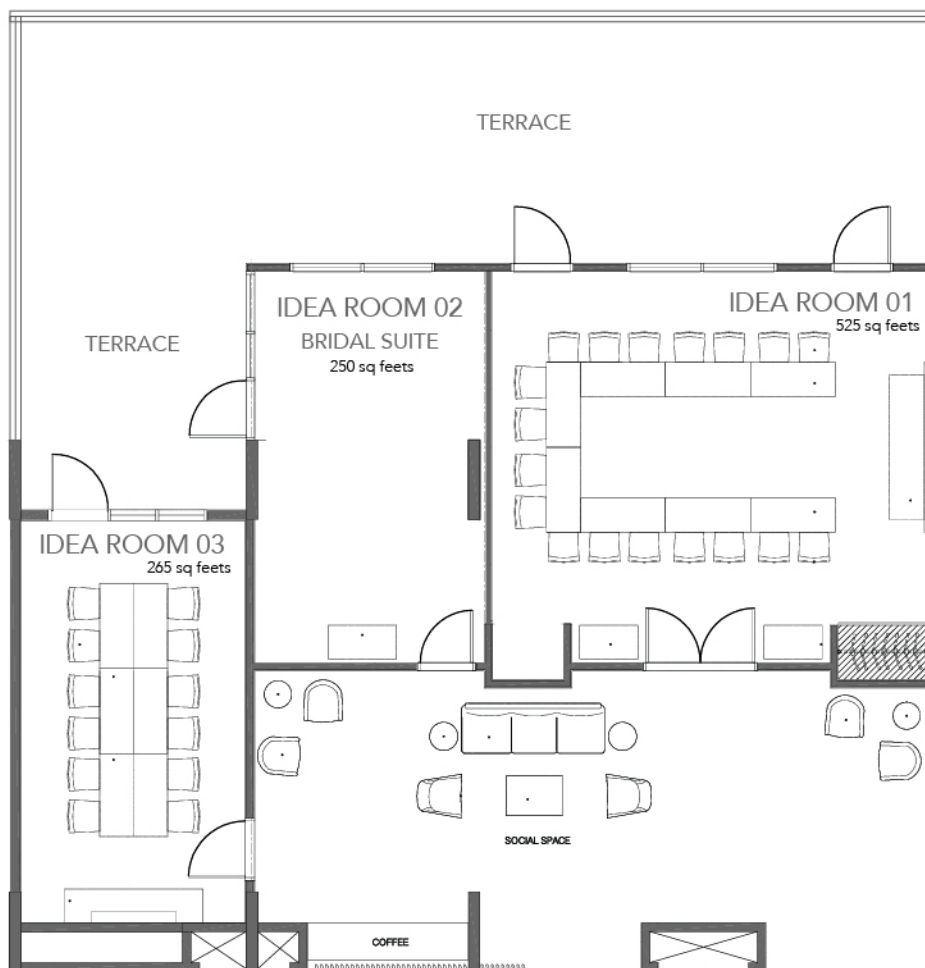 TERRACE
IDEA ROOM 02
BRIDAL SUITE
250 sq feets
IDEA ROOM 01
525 sq feets
TERRACE
IDEA ROOM 03
265 sq feets
SOCIAL SPACE
COFFEE